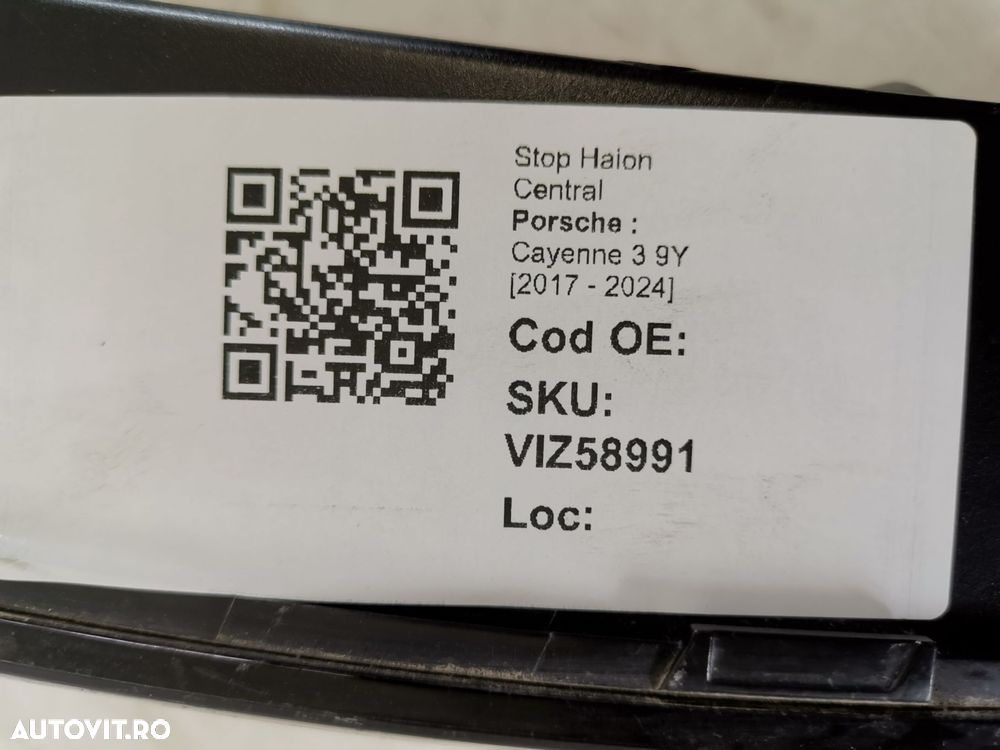 Stop Haion
Central
Porsche :
Cayenne 3 9Y
[2017 - 2024]
Cod OE:
SKU:
VIZ58991
Loc:
AUTOVIT.RO